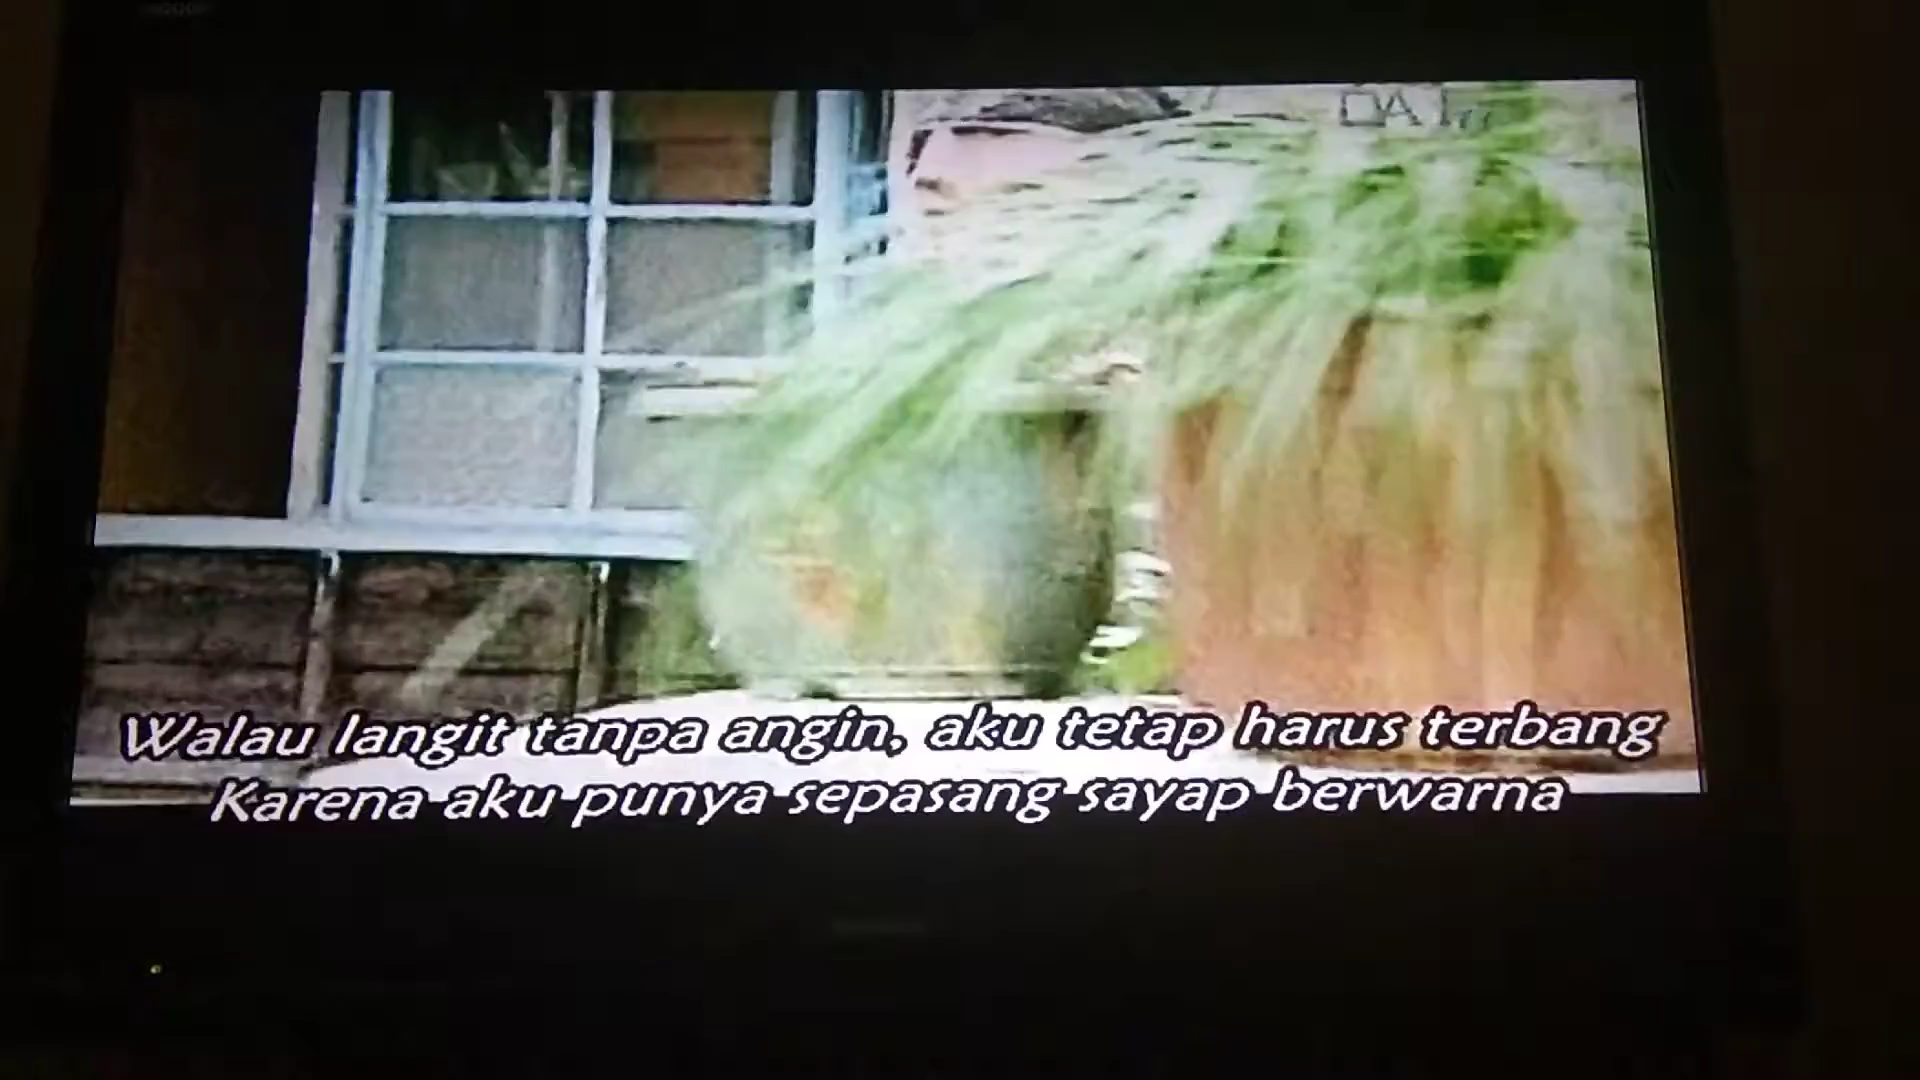 Walau langit tanpa angin, aku tetap harus terbang
Karena aku punya sepasang sayap berwarna